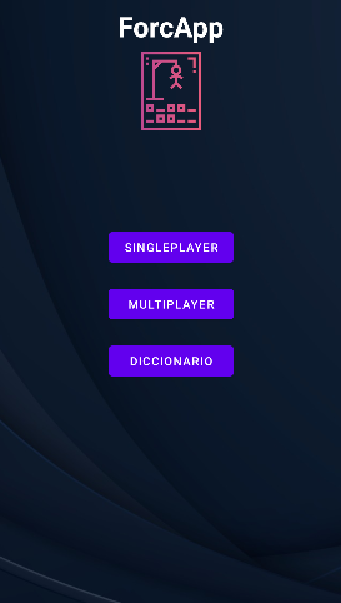 ForcApp
SINGLEPLAYER
MULTIPLAYER
DICCIONARIO